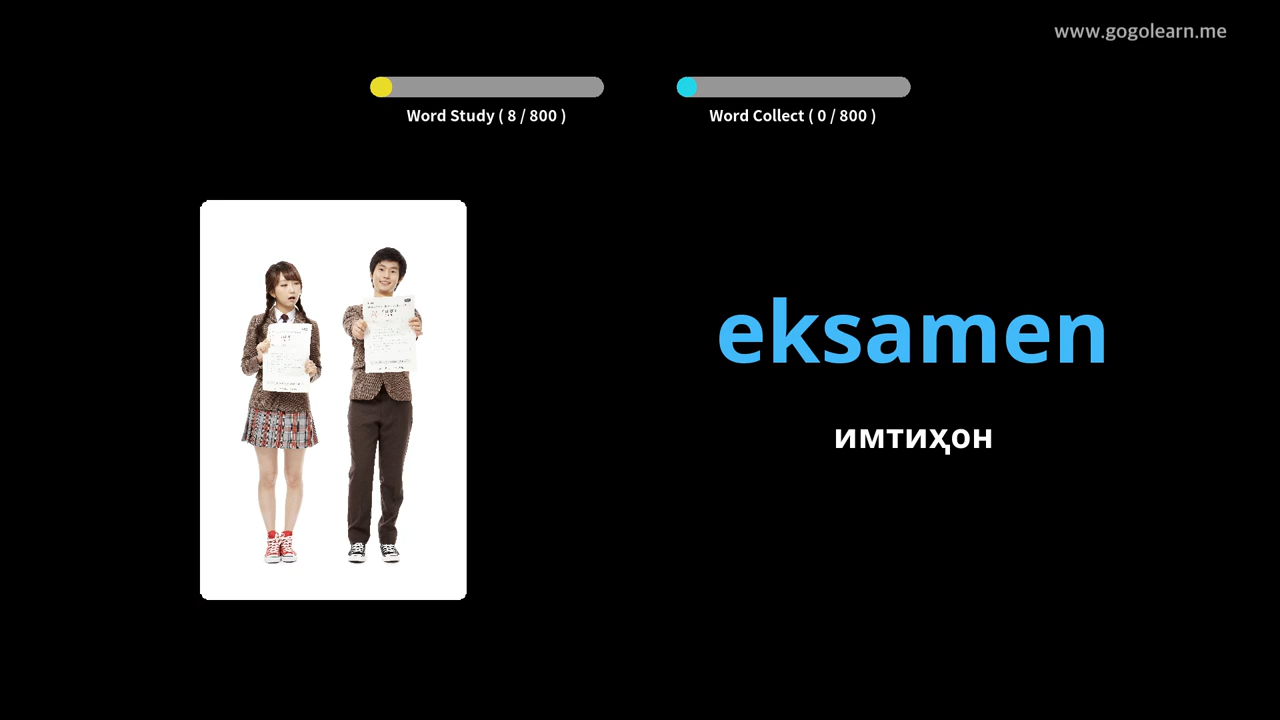 www.gogolearn.me
Word Study ( 8 / 800 )
Word Collect ( 0 / 800 )
eksamen
имтиҳон